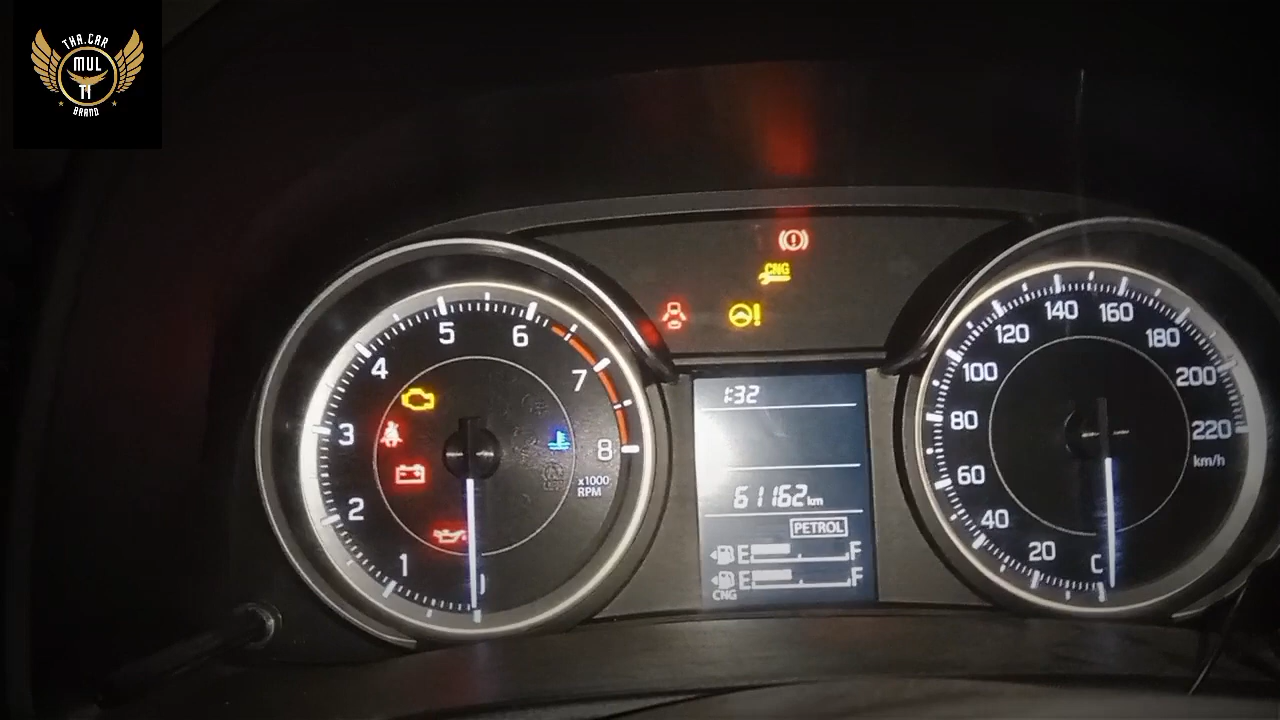 THA.CAR
MUL
TI
BRAND
CNG
1 2 3 4 5 6 7 8
x1000
RPM
1:32
61162 km
PETROL
E F
E F
CNG
20 40 60 80 100 120 140 160 180 200 220
km/h